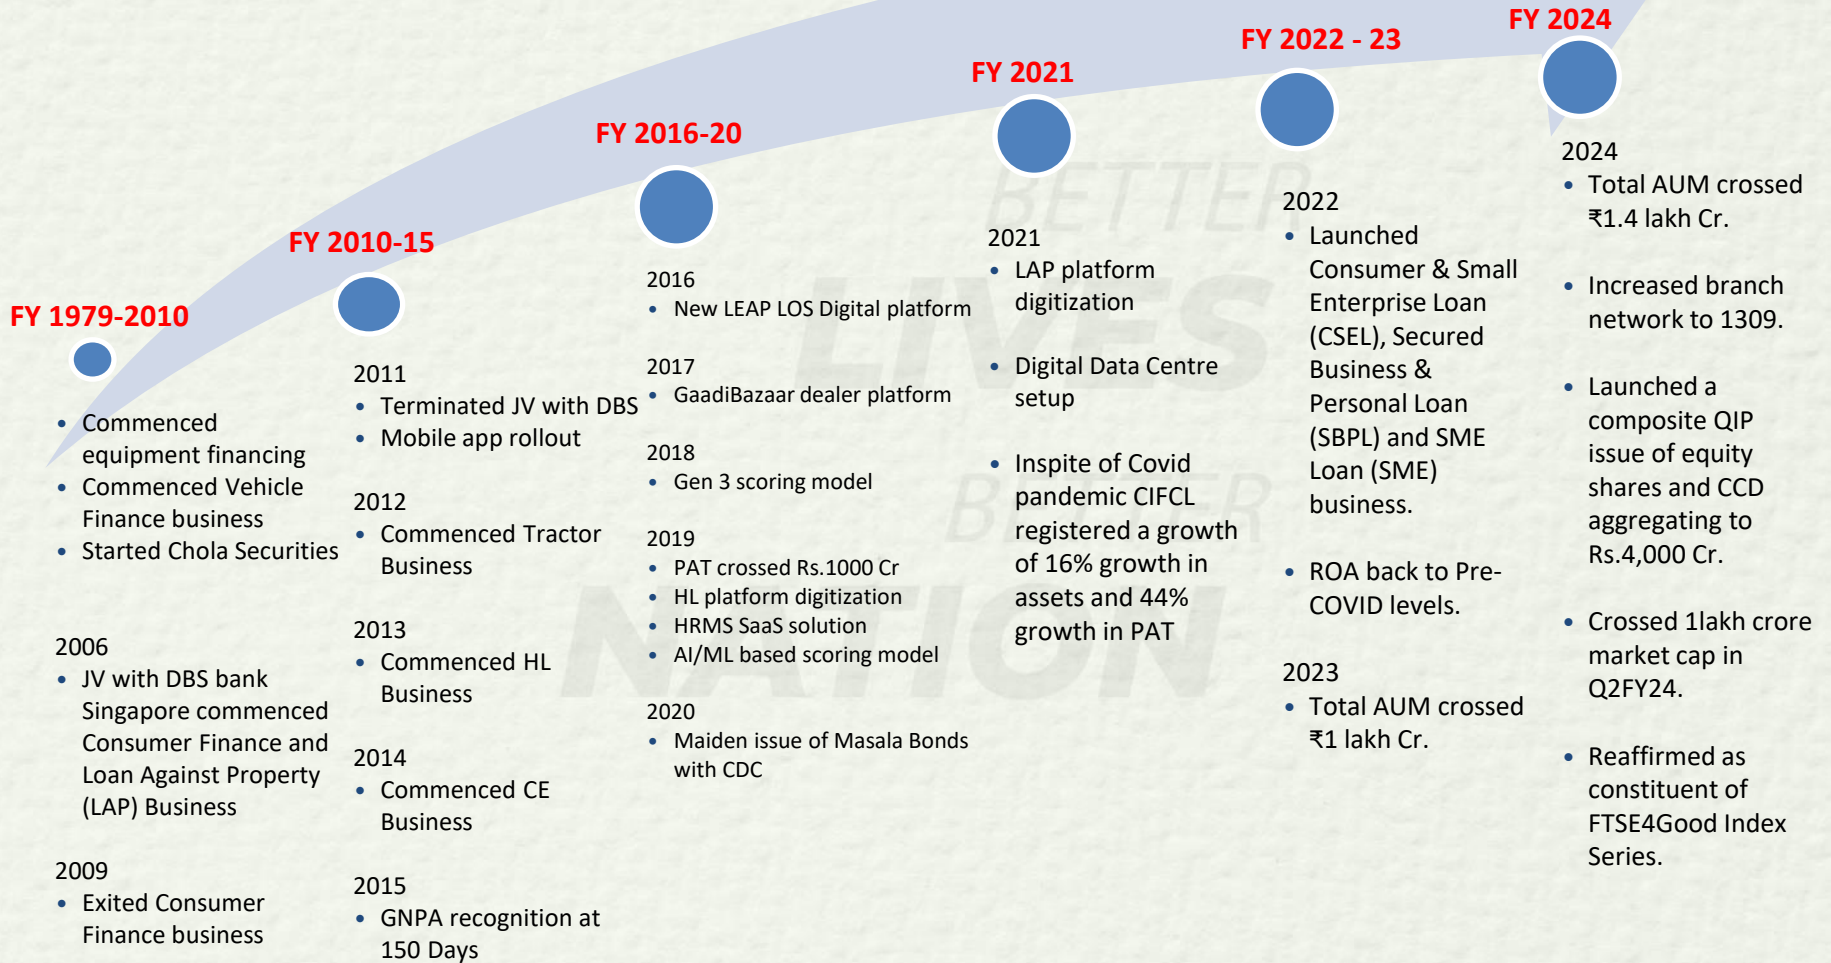 FY 1979-2010
• Commenced
equipment financing
• Commenced Vehicle
Finance business
• Started Chola Securities
2006
• JV with DBS bank
Singapore commenced
Consumer Finance and
Loan Against Property
(LAP) Business
2009
• Exited Consumer
Finance business
FY 2010-15
2011
• Terminated JV with DBS
• Mobile app rollout
2012
• Commenced Tractor
Business
2013
• Commenced HL
Business
2014
• Commenced CE
Business
2015
• GNPA recognition at
150 Days
FY 2016-20
2016
• New LEAP LOS Digital platform
2017
• GaadiBazaar dealer platform
2018
• Gen 3 scoring model
2019
• PAT crossed Rs.1000 Cr
• HL platform digitization
• HRMS SaaS solution
• AI/ML based scoring model
2020
• Maiden issue of Masala Bonds
with CDC
FY 2021
2021
• LAP platform
digitization
• Digital Data Centre
setup
• Inspite of Covid
pandemic CIFCL
registered a growth
of 16% growth in
assets and 44%
growth in PAT
FY 2022 - 23
2022
• Launched
Consumer & Small
Enterprise Loan
(CSEL), Secured
Business &
Personal Loan
(SBPL) and SME
Loan (SME)
business.
• ROA back to Pre-
COVID levels.
2023
• Total AUM crossed
₹1 lakh Cr.
FY 2024
2024
• Total AUM crossed
₹1.4 lakh Cr.
• Increased branch
network to 1309.
• Launched a
composite QIP
issue of equity
shares and CCD
aggregating to
Rs.4,000 Cr.
• Crossed 1lakh crore
market cap in
Q2FY24.
• Reaffirmed as
constituent of
FTSE4Good Index
Series.
BETTER
LIVES
BETTER
NATION